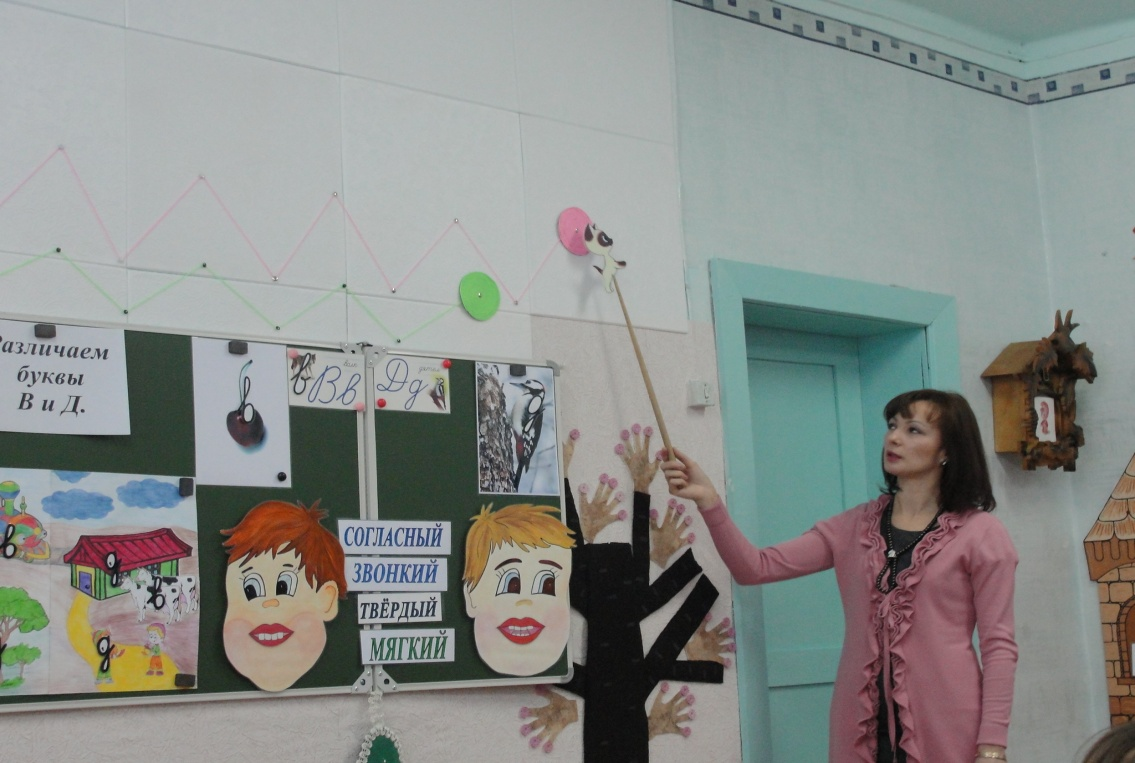 Различаем
буквы
В и Д.
Вв
Дд
СОГЛАСНЫЙ
ЗВОНКИЙ
ТВЁРДЫЙ
МЯГКИЙ